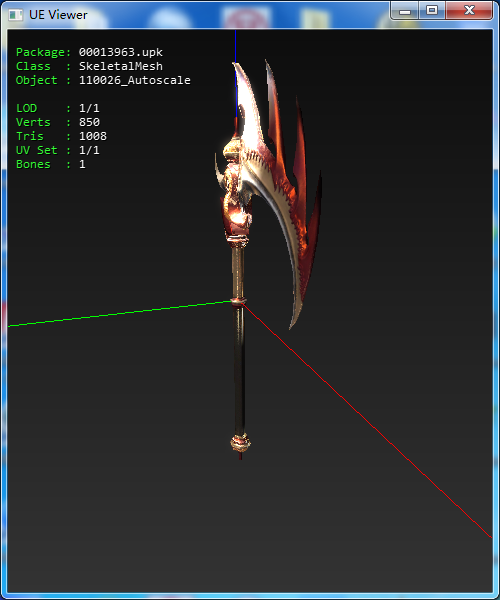 UE Viewer
Package: 00013963.upk
Class : SkeletalMesh
Object : 110026_Autoscale
LOD : 1/1
Verts : 850
Tris : 1008
UV Set : 1/1
Bones : 1